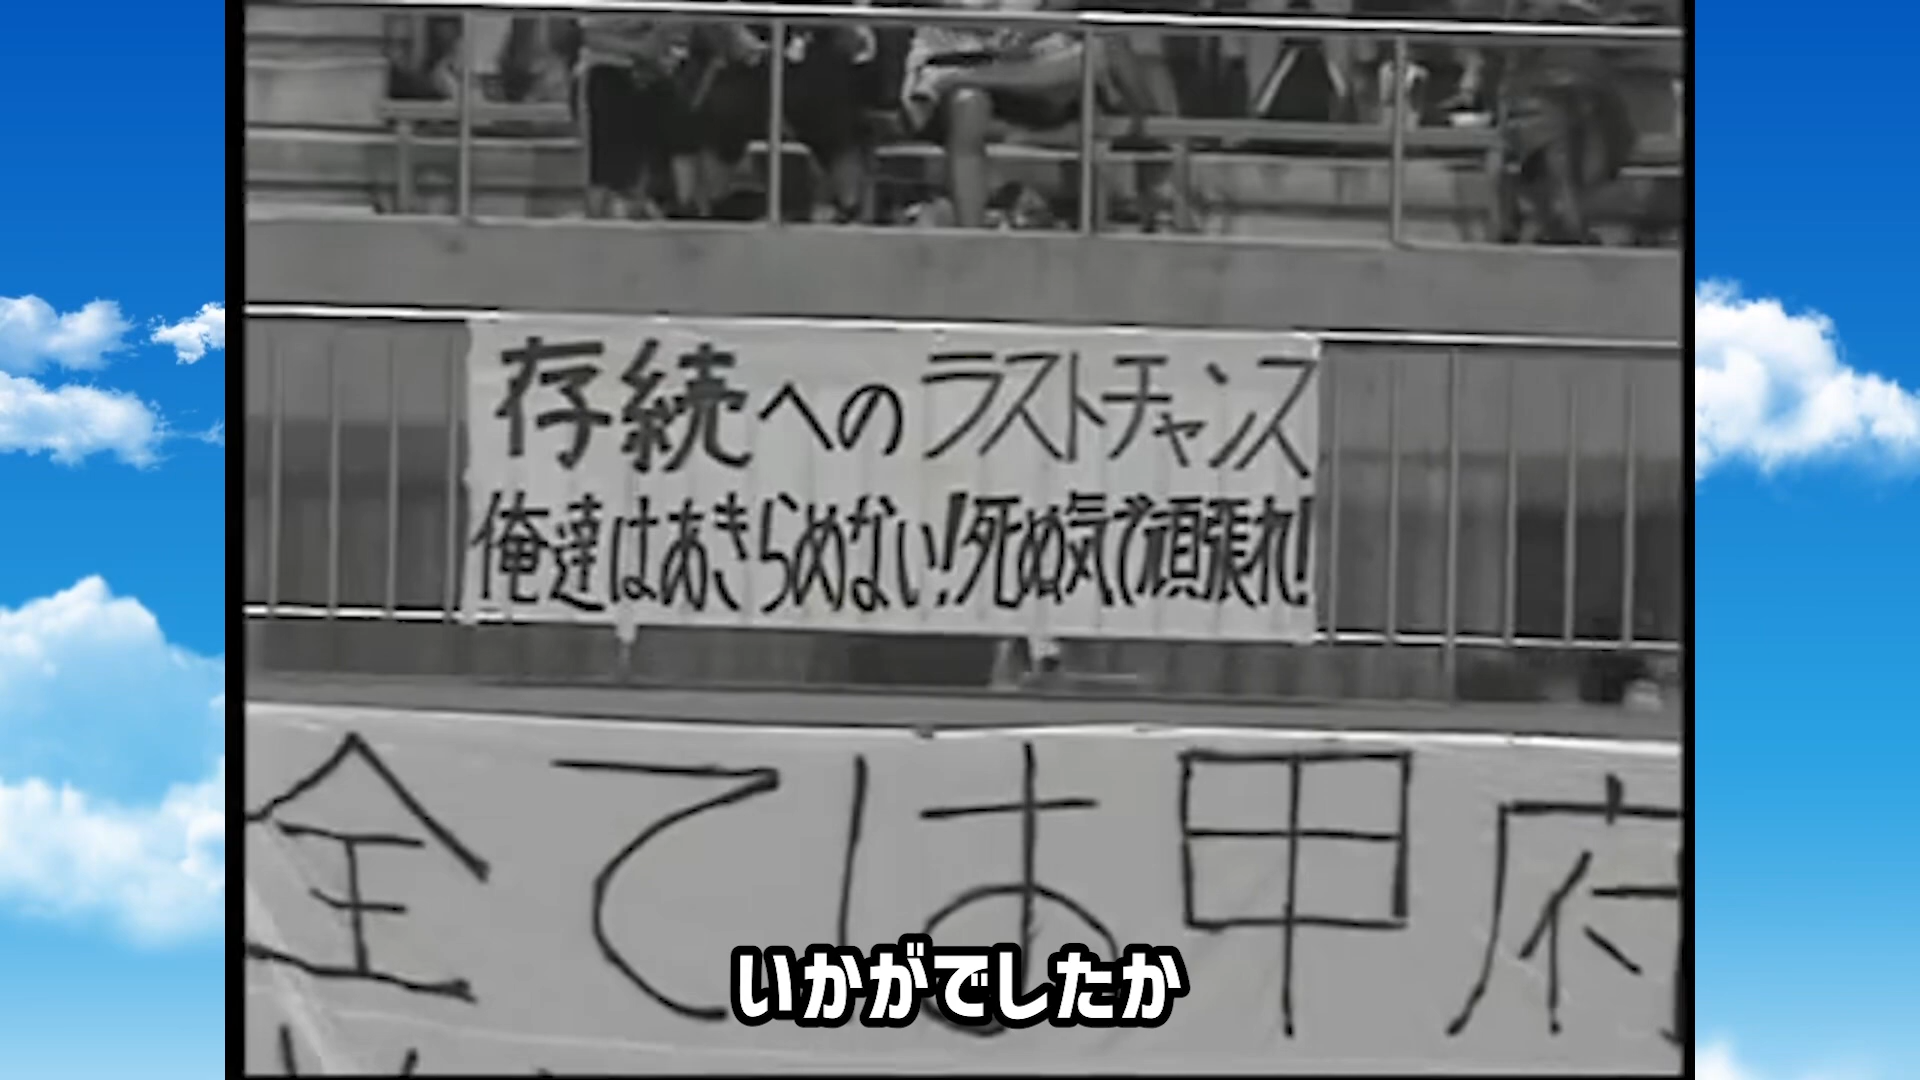 存続へのラストチャンス
俺達はあきらめない!死ぬ気で頑張れ!
全ては甲府
いかがでしたか